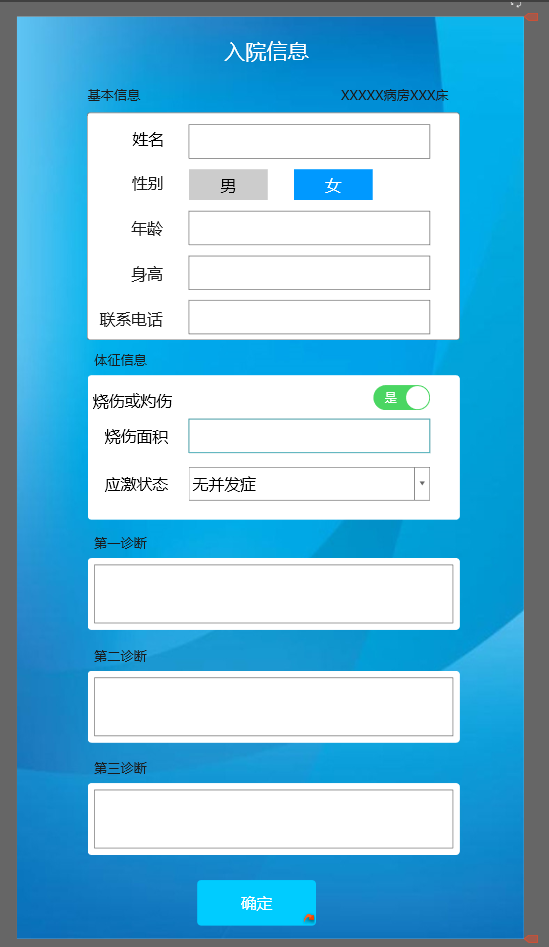 入院信息
基本信息 XXXXX病房XXX床
姓名
性别 男 女
年龄
身高
联系电话
体征信息
烧伤或灼伤 是
烧伤面积
应激状态 无并发症
第一诊断
第二诊断
第三诊断
确定